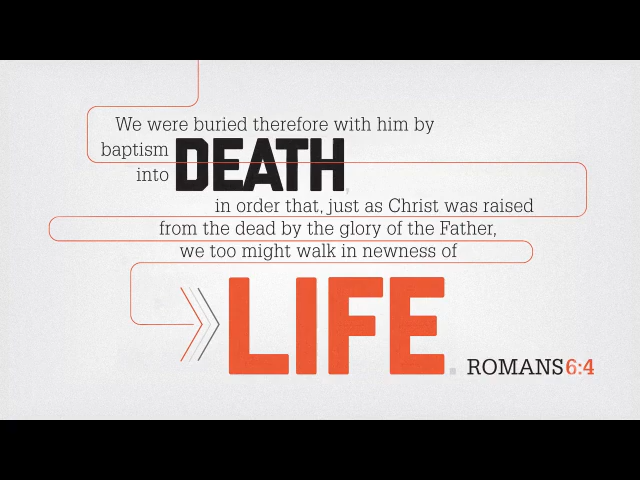 We were buried therefore with him by
baptism
into DEATH,
in order that, just as Christ was raised
from the dead by the glory of the Father,
we too might walk in newness of
LIFE.
ROMANS 6:4